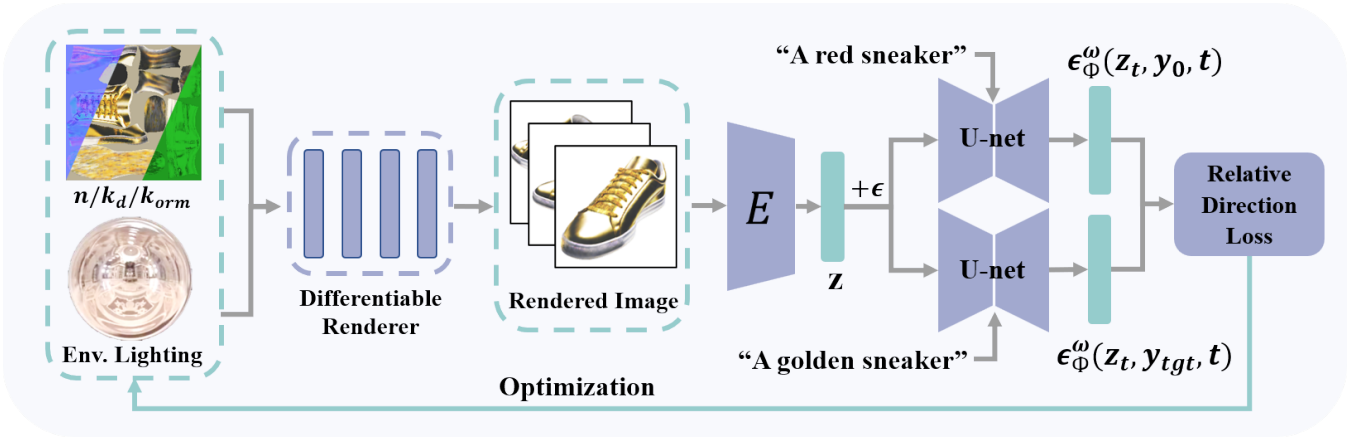 n/k_d/k_orm
Env. Lighting
Differentiable
Renderer
Rendered Image
E
z
+ϵ
“A red sneaker”
U-net
U-net
“A golden sneaker”
ϵ_Φ^ω(z_t, y_0, t)
ϵ_Φ^ω(z_t, y_tgt, t)
Relative
Direction
Loss
Optimization